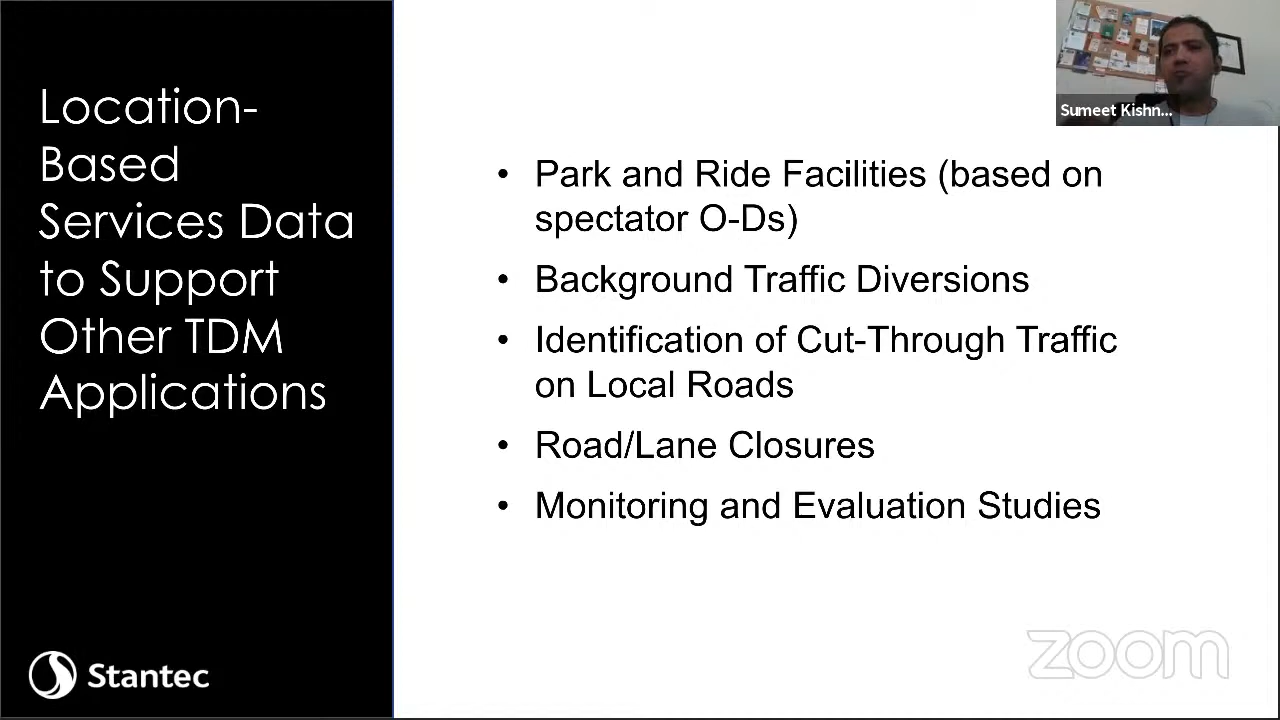 Location-
Based
Services Data
to Support
Other TDM
Applications
• Park and Ride Facilities (based on
spectator O-Ds)
• Background Traffic Diversions
• Identification of Cut-Through Traffic
on Local Roads
• Road/Lane Closures
• Monitoring and Evaluation Studies
Sumeet Kishn...
Stantec
zoom